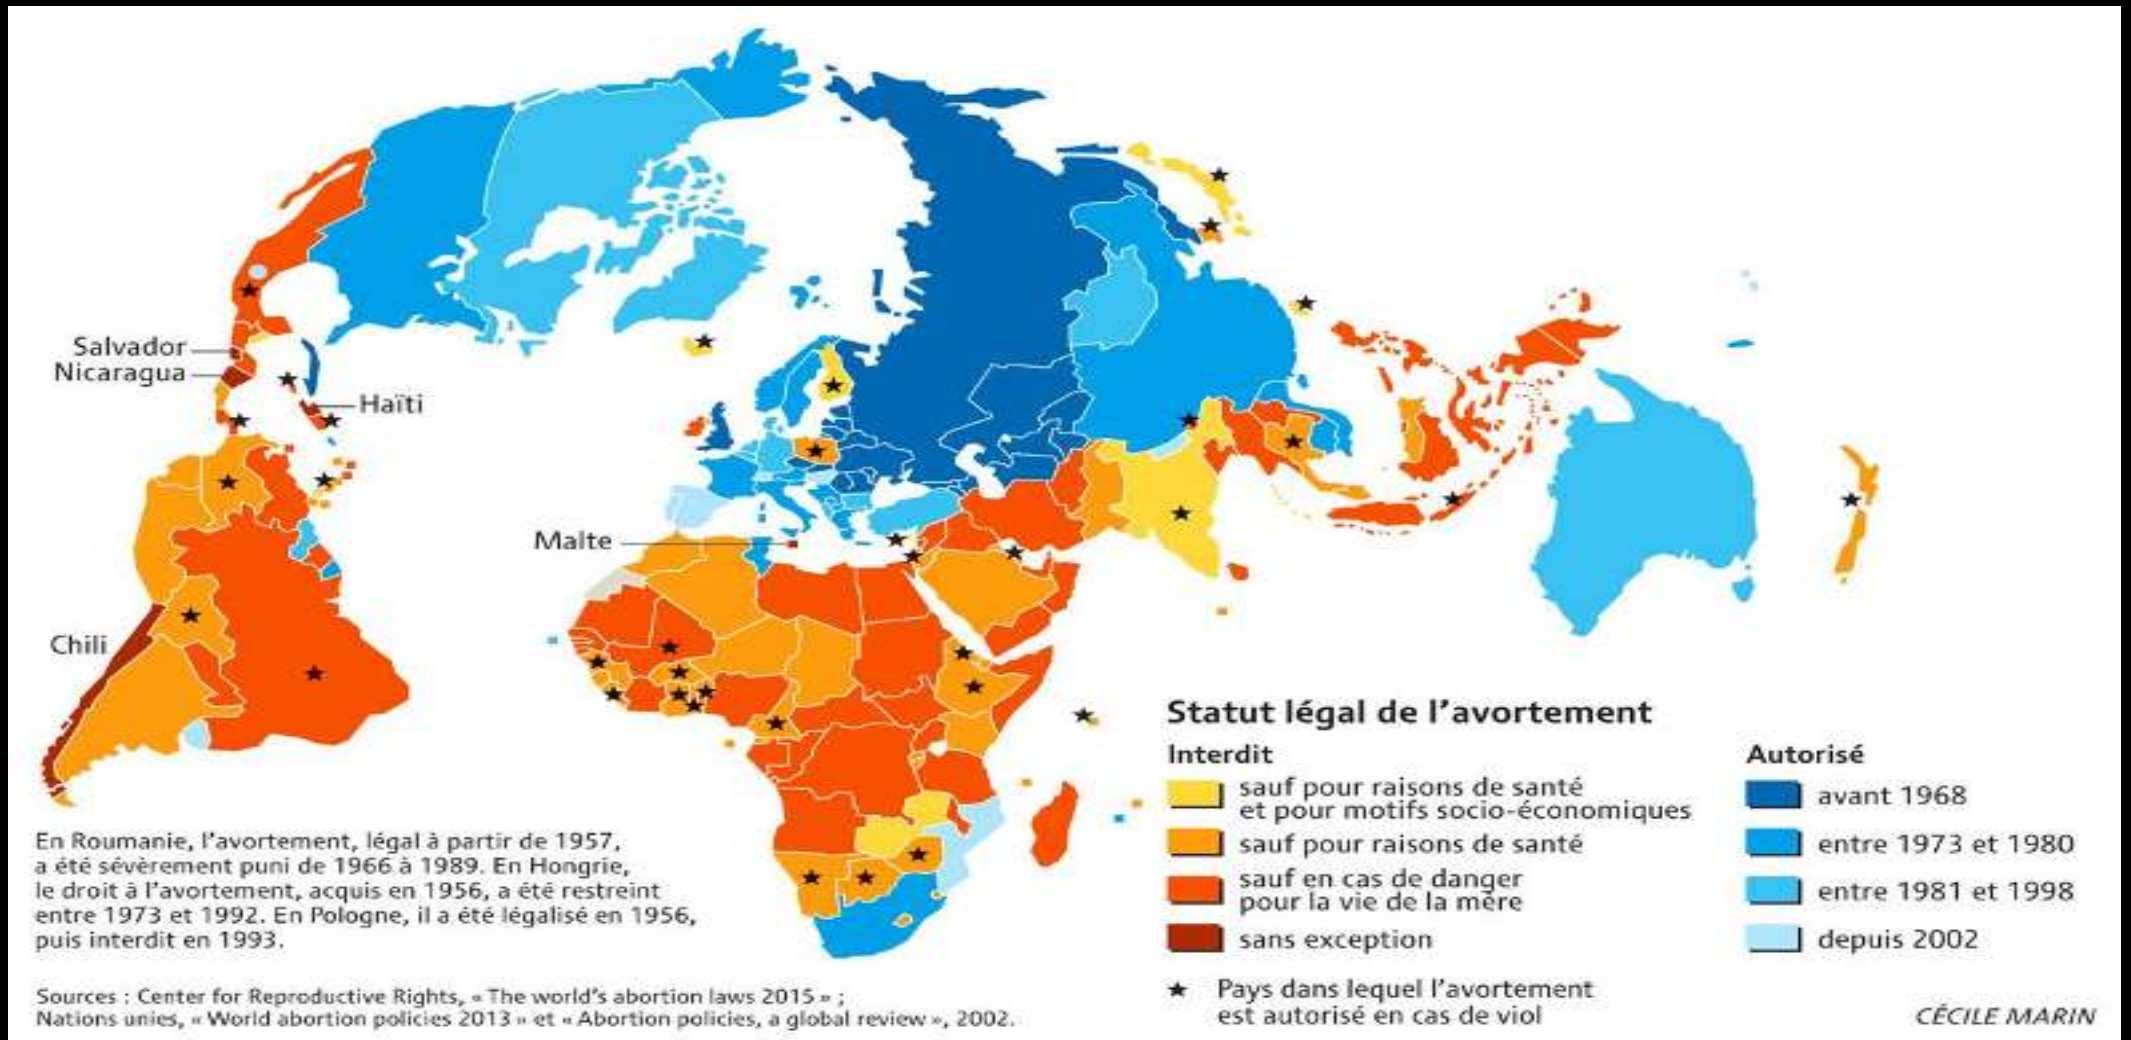 Salvador
Nicaragua
Haïti
Malte
Chili
Statut légal de l'avortement
Interdit
sauf pour raisons de santé
et pour motifs socio-économiques
sauf pour raisons de santé
sauf en cas de danger
pour la vie de la mère
sans exception
★ Pays dans lequel l'avortement
est autorisé en cas de viol
Autorisé
avant 1968
entre 1973 et 1980
entre 1981 et 1998
depuis 2002
En Roumanie, l'avortement, légal à partir de 1957,
a été sévèrement puni de 1966 à 1989. En Hongrie,
le droit à l'avortement, acquis en 1956, a été restreint
entre 1973 et 1992. En Pologne, il a été légalisé en 1956,
puis interdit en 1993.
Sources : Center for Reproductive Rights, « The world's abortion laws 2015 » ;
Nations unies, « World abortion policies 2013 » et « Abortion policies, a global review », 2002.
CÉCILE MARIN